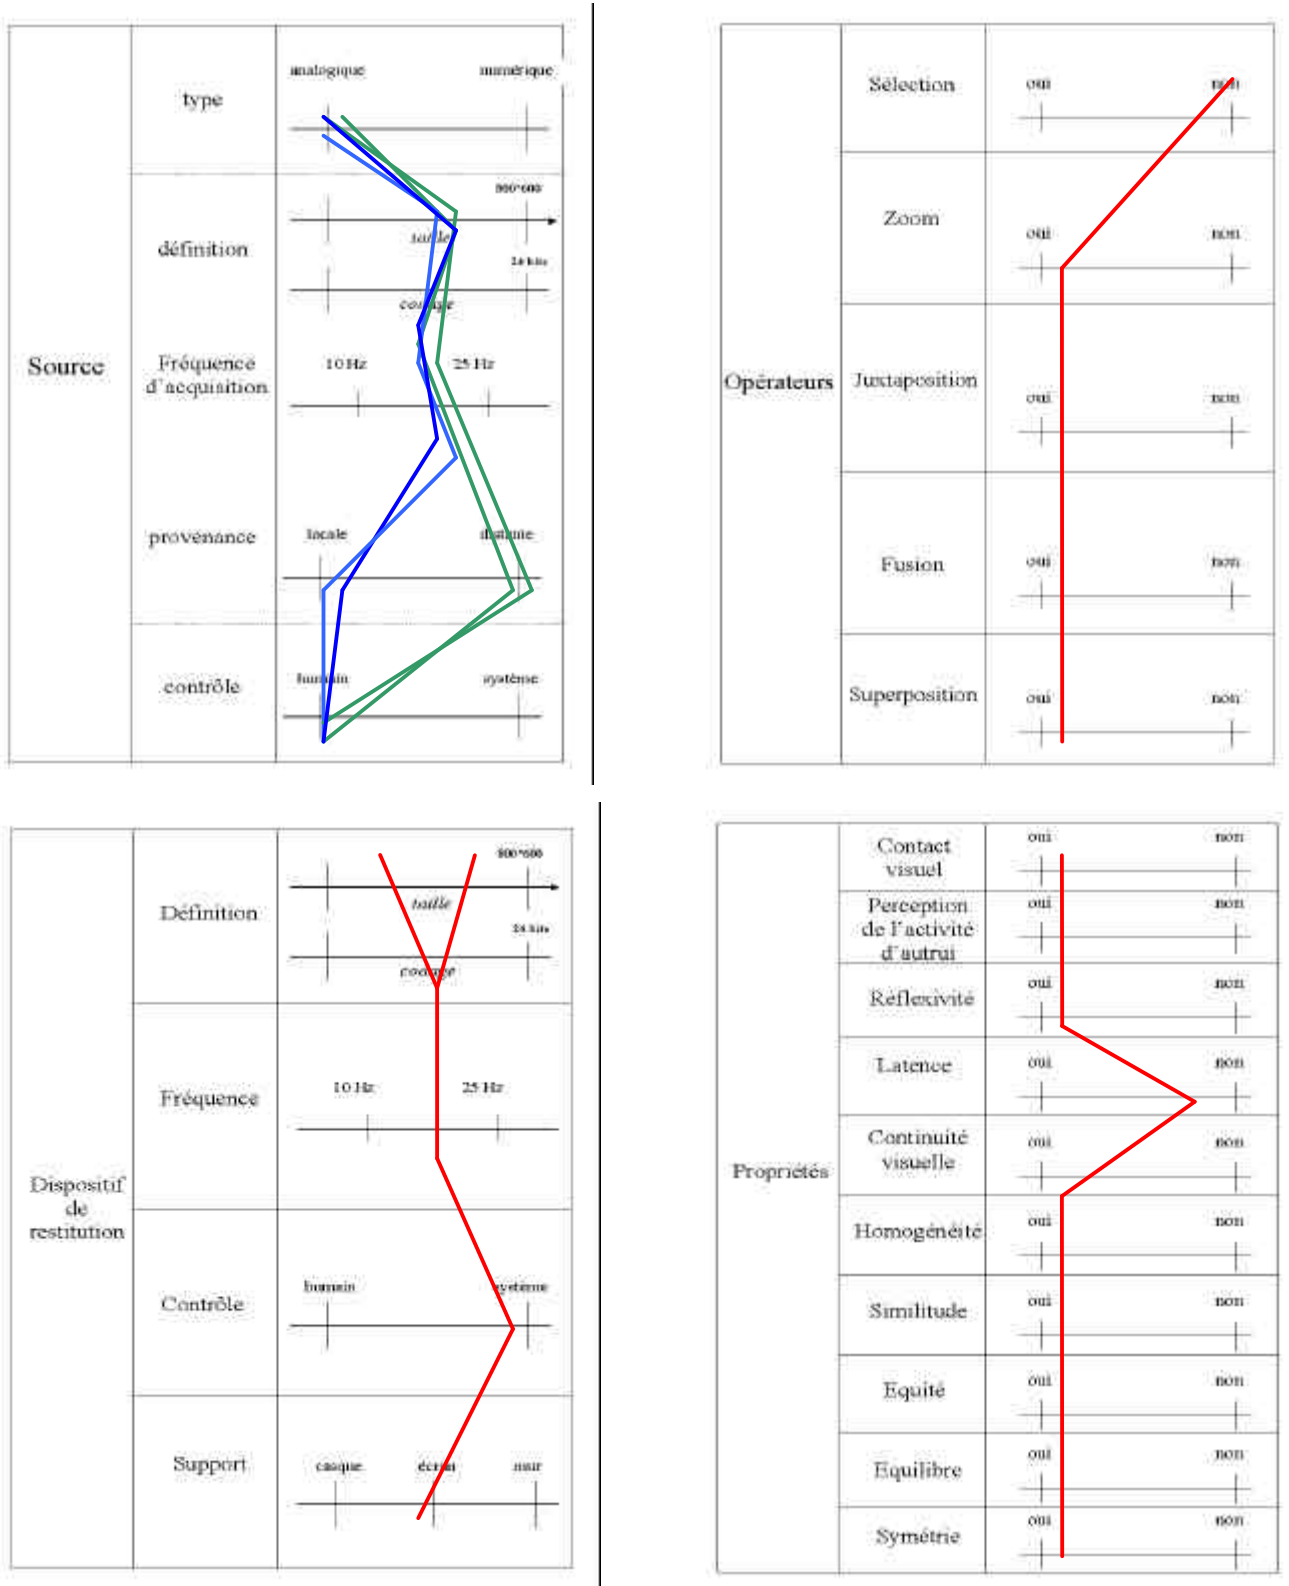 Source
type
analogique numérique
définition
800*600
taille
24 bits
codage
Fréquence
d'acquisition
10 Hz 25 Hz
provenance
locale distante
contrôle
humain système
Opérateurs
Sélection
oui non
Zoom
oui non
Juxtaposition
oui non
Fusion
oui non
Superposition
oui non
Dispositif
de
restitution
Définition
800*600
taille
24 bits
codage
Fréquence
10 Hz 25 Hz
Contrôle
humain système
Support
casque écran mur
Propriétés
Contact
visuel
oui non
Perception
de l'activité
d'autrui
oui non
Réflexivité
oui non
Latence
oui non
Continuité
visuelle
oui non
Homogénéité
oui non
Similitude
oui non
Equité
oui non
Equilibre
oui non
Symétrie
oui non